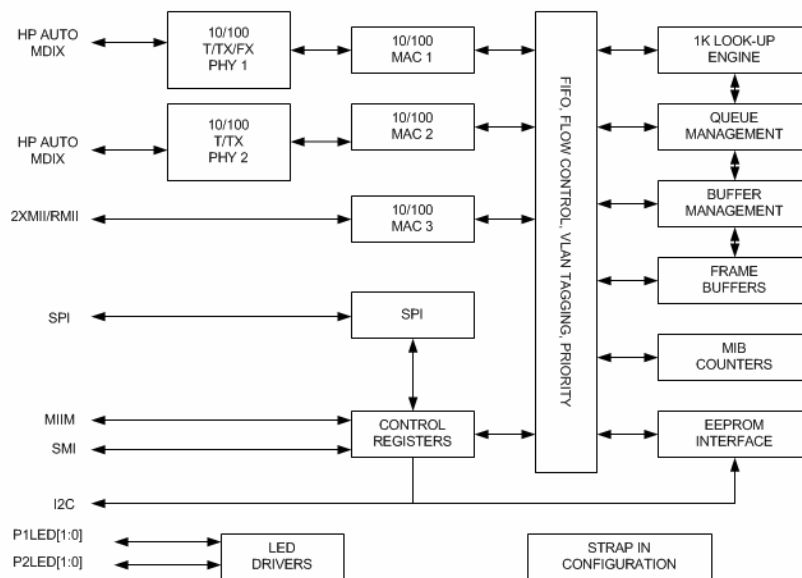 HP AUTO
MDIX
10/100
T/TX/FX
PHY 1
10/100
MAC 1
1K LOOK-UP
ENGINE
HP AUTO
MDIX
10/100
T/TX
PHY 2
10/100
MAC 2
QUEUE
MANAGEMENT
2XMII/RMII
10/100
MAC 3
BUFFER
MANAGEMENT
FIFO, FLOW CONTROL, VLAN TAGGING, PRIORITY
FRAME
BUFFERS
SPI
SPI
MIB
COUNTERS
MIIM
SMI
CONTROL
REGISTERS
EEPROM
INTERFACE
I2C
P1LED[1:0]
P2LED[1:0]
LED
DRIVERS
STRAP IN
CONFIGURATION